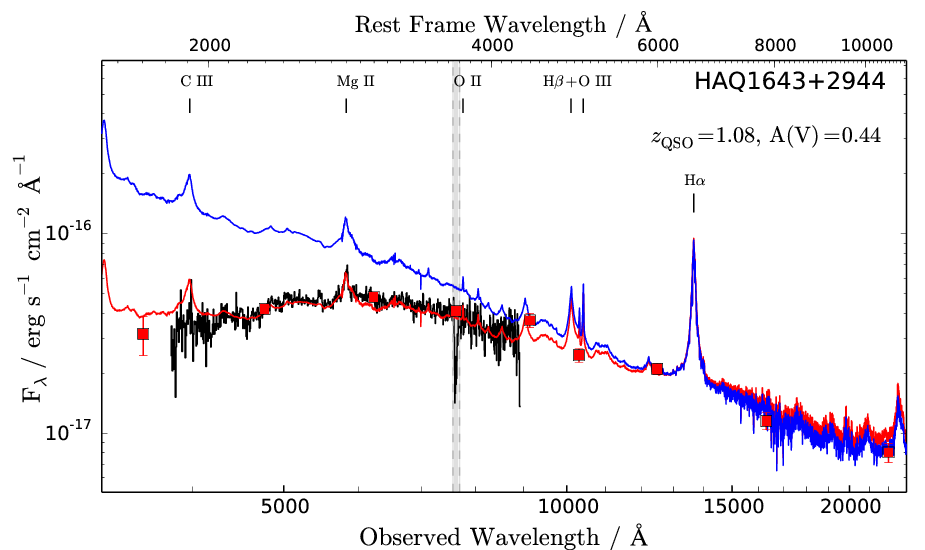 Rest Frame Wavelength / Å
2000 4000 6000 8000 10000
C III Mg II O II Hβ+O III HAQ1643+2944
z_QSO=1.08, A(V)=0.44
Hα
10^-16
10^-17
F_λ / erg s^−1 cm^−2 Å^−1
5000 10000 15000 20000
Observed Wavelength / Å